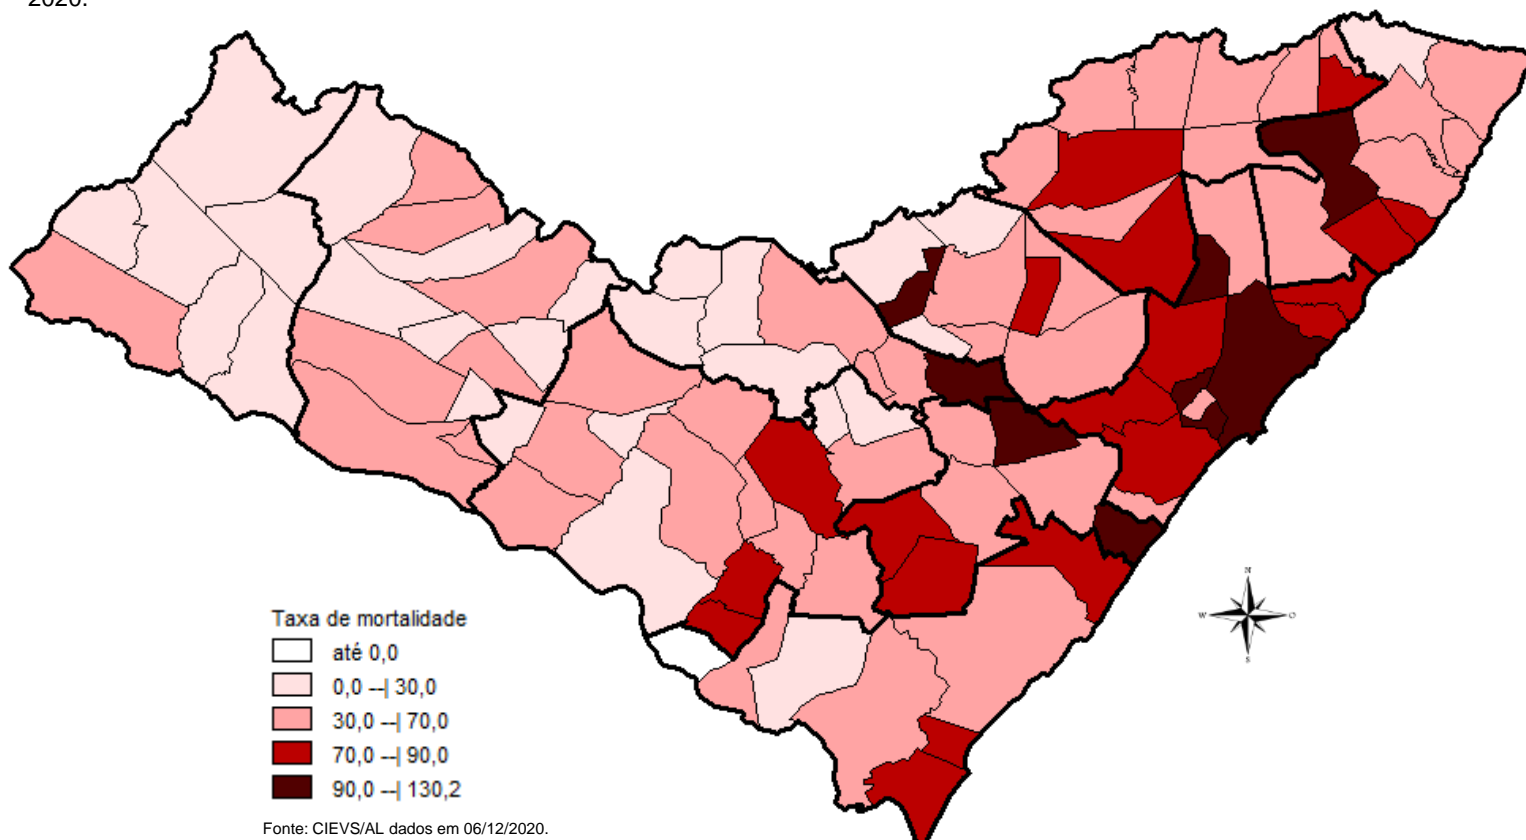 2020.
N
W
O
S
Taxa de mortalidade
até 0,0
0,0 --| 30,0
30,0 --| 70,0
70,0 --| 90,0
90,0 --| 130,2
Fonte: CIEVS/AL dados em 06/12/2020.